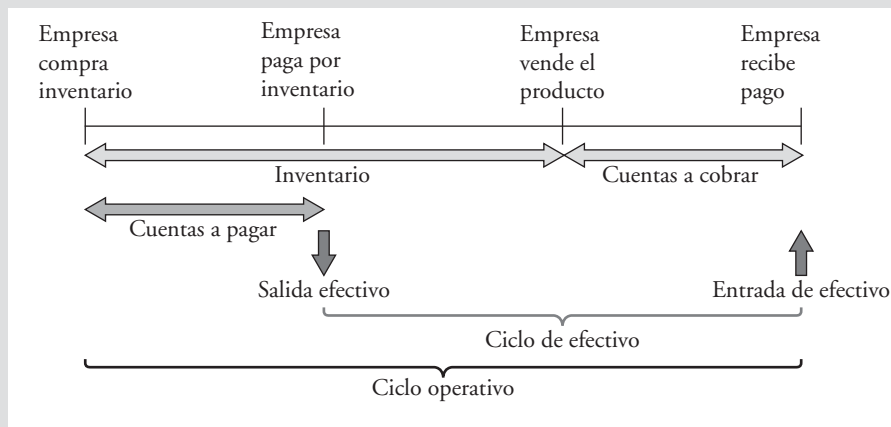 Empresa
compra
inventario
Empresa
paga por
inventario
Empresa
vende el
producto
Empresa
recibe
pago
Inventario
Cuentas a cobrar
Cuentas a pagar
Salida efectivo
Entrada de efectivo
Ciclo de efectivo
Ciclo operativo